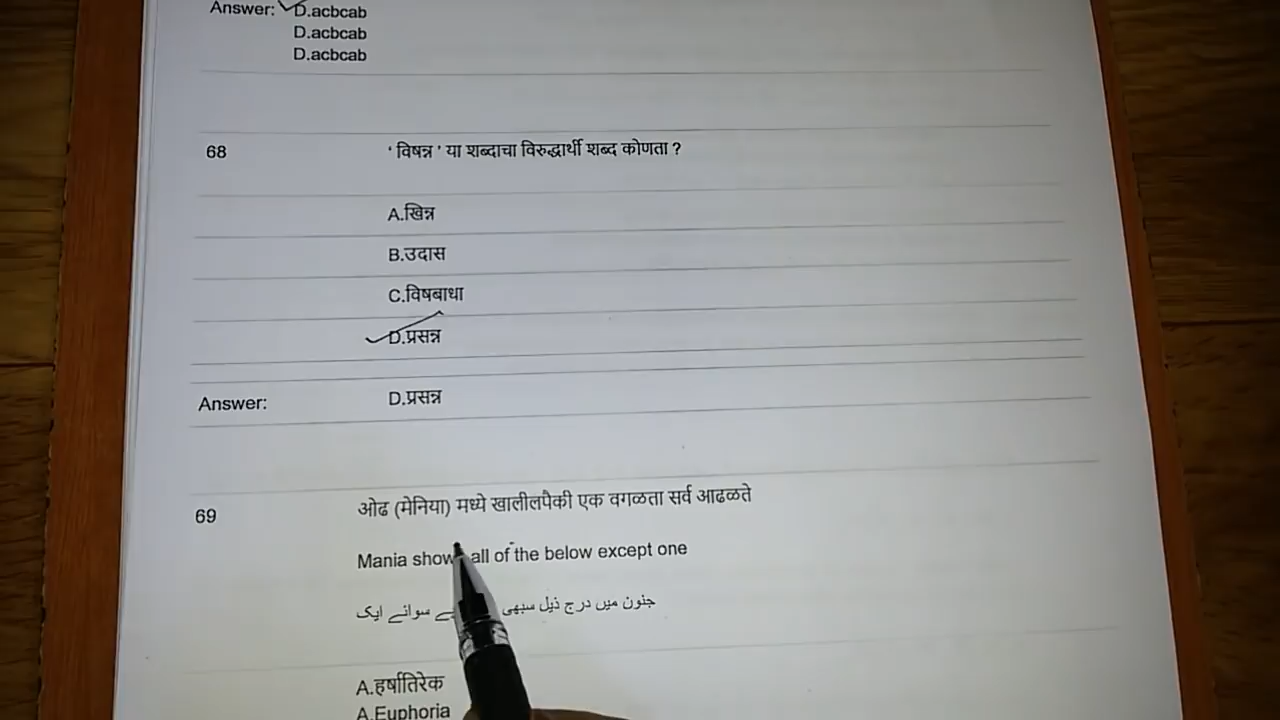 Answer: D.acbcab
D.acbcab
D.acbcab
68 ' विषन्न ' या शब्दाचा विरुद्धार्थी शब्द कोणता ?
A.खिन्न
B.उदास
C.विषबाधा
D.प्रसन्न
Answer: D.प्रसन्न
69 ओढ (मेनिया) मध्ये खालीलपैकी एक वगळता सर्व आढळते
Mania show all of the below except one
جنون میں درج ذیل سبھی سوائے ایک
A.हर्षातिरेक
A.Euphoria